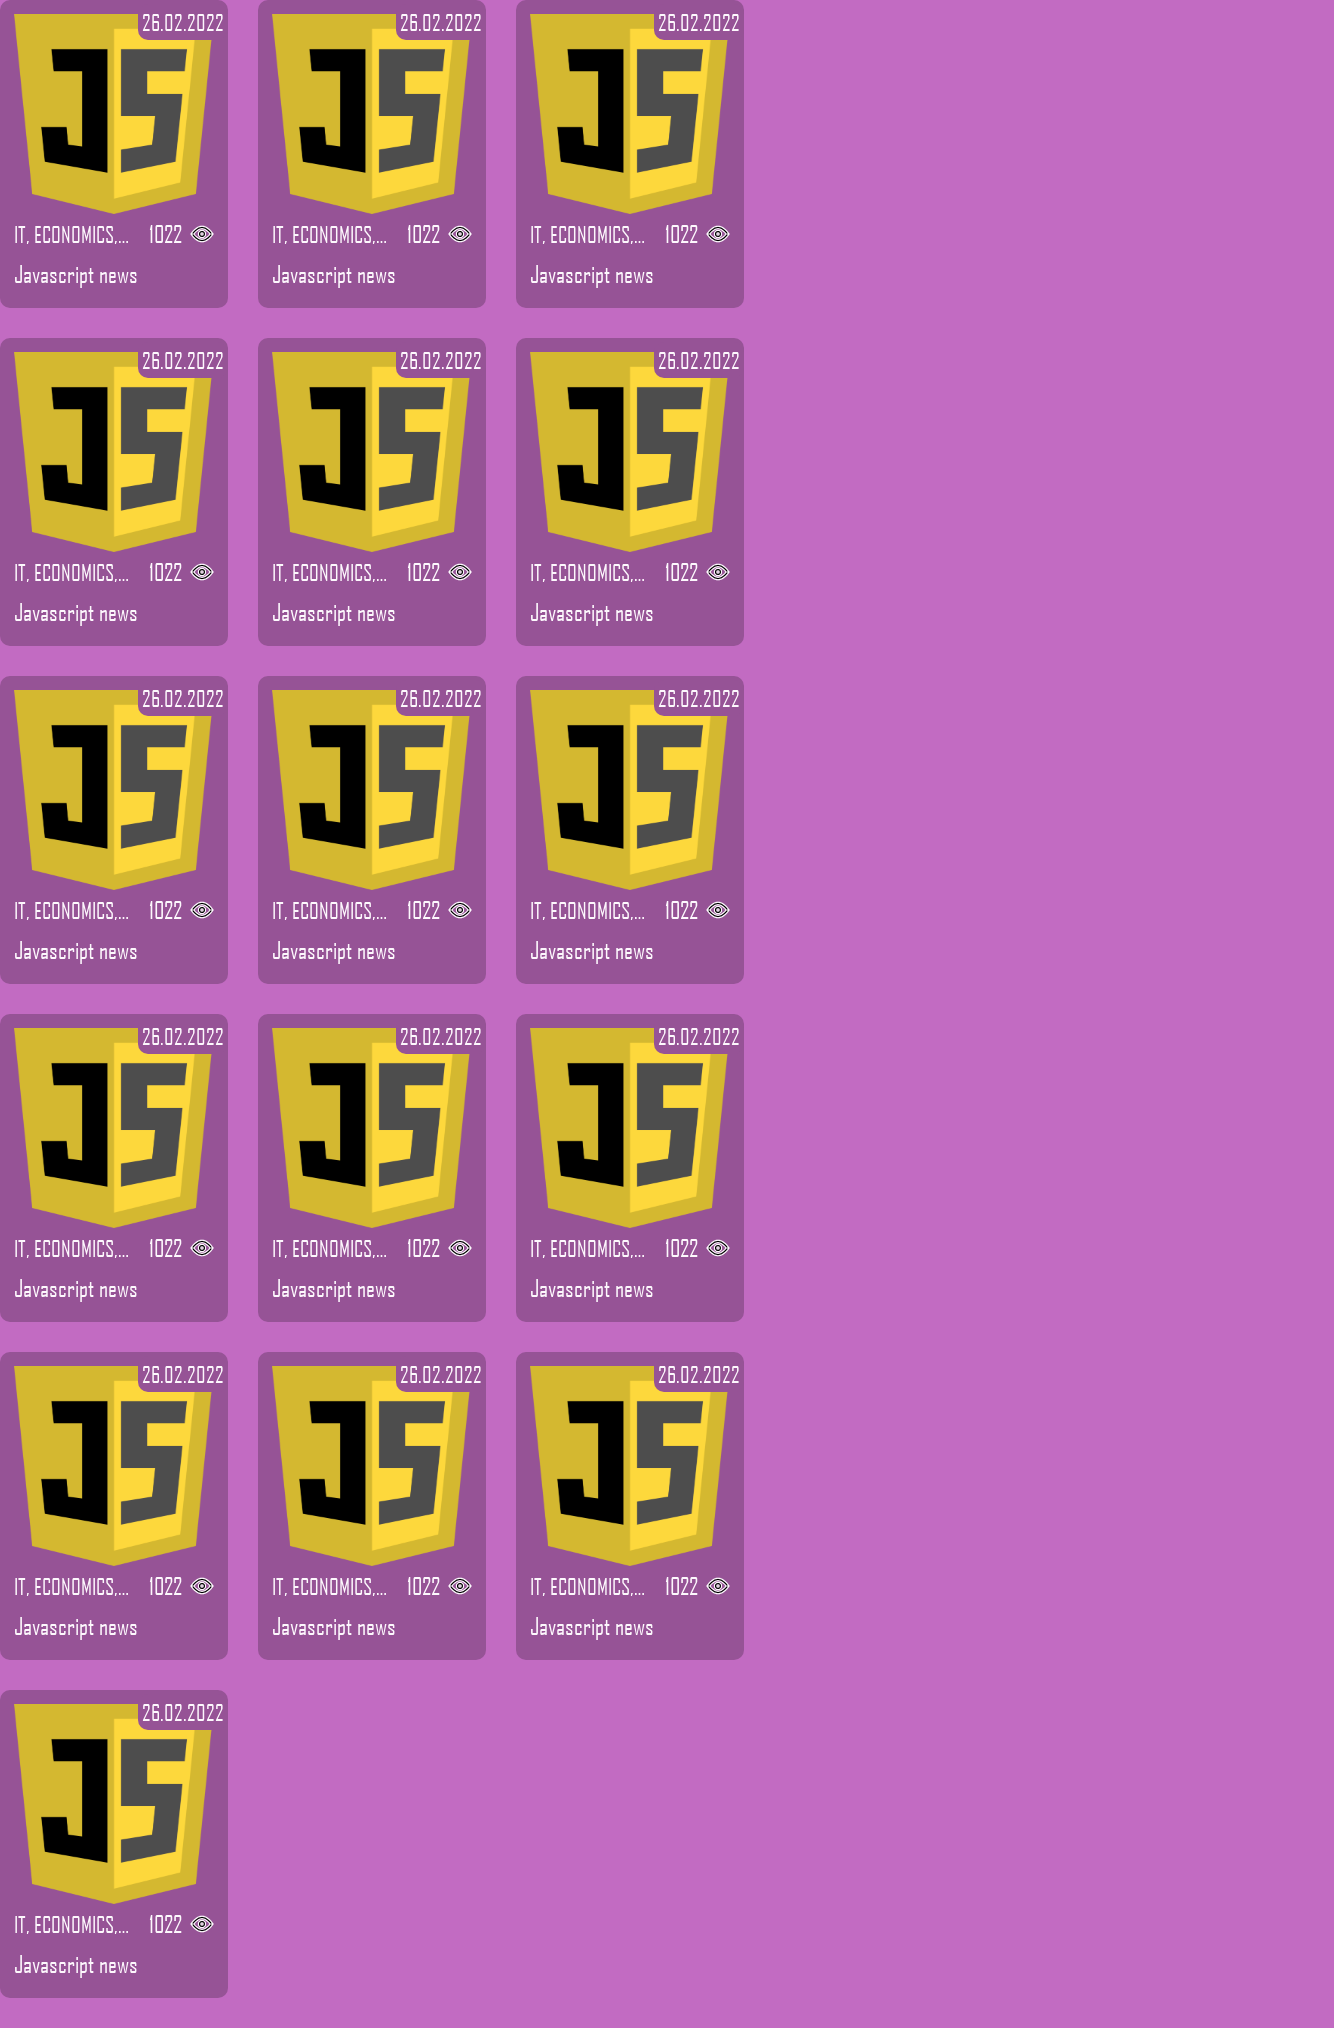 26.02.2022 26.02.2022 26.02.2022
JS JS JS
IT, ECONOMICS,... 1022 IT, ECONOMICS,... 1022 IT, ECONOMICS,... 1022
Javascript news Javascript news Javascript news
26.02.2022 26.02.2022 26.02.2022
JS JS JS
IT, ECONOMICS,... 1022 IT, ECONOMICS,... 1022 IT, ECONOMICS,... 1022
Javascript news Javascript news Javascript news
26.02.2022 26.02.2022 26.02.2022
JS JS JS
IT, ECONOMICS,... 1022 IT, ECONOMICS,... 1022 IT, ECONOMICS,... 1022
Javascript news Javascript news Javascript news
26.02.2022 26.02.2022 26.02.2022
JS JS JS
IT, ECONOMICS,... 1022 IT, ECONOMICS,... 1022 IT, ECONOMICS,... 1022
Javascript news Javascript news Javascript news
26.02.2022 26.02.2022 26.02.2022
JS JS JS
IT, ECONOMICS,... 1022 IT, ECONOMICS,... 1022 IT, ECONOMICS,... 1022
Javascript news Javascript news Javascript news
26.02.2022
JS
IT, ECONOMICS,... 1022
Javascript news